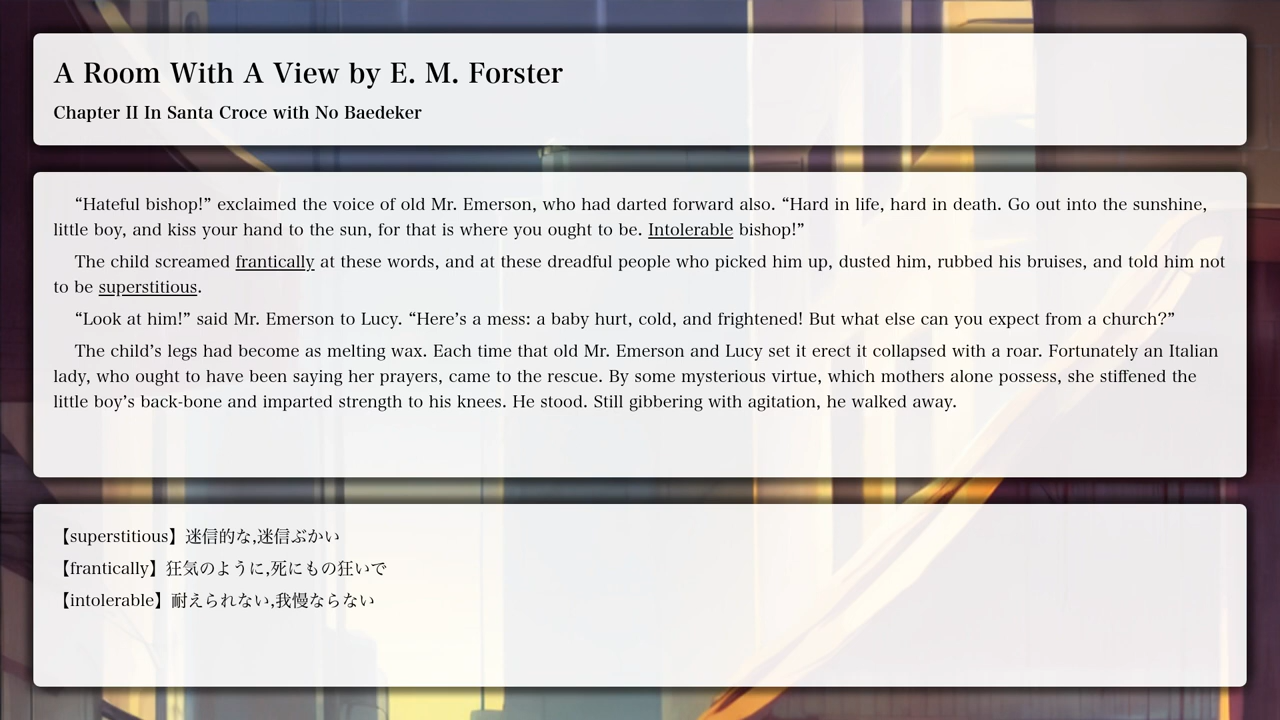 A Room With A View by E. M. Forster
Chapter II In Santa Croce with No Baedeker
“Hateful bishop!” exclaimed the voice of old Mr. Emerson, who had darted forward also. “Hard in life, hard in death. Go out into the sunshine,
little boy, and kiss your hand to the sun, for that is where you ought to be. Intolerable bishop!”
The child screamed frantically at these words, and at these dreadful people who picked him up, dusted him, rubbed his bruises, and told him not
to be superstitious.
“Look at him!” said Mr. Emerson to Lucy. “Here’s a mess: a baby hurt, cold, and frightened! But what else can you expect from a church?”
The child’s legs had become as melting wax. Each time that old Mr. Emerson and Lucy set it erect it collapsed with a roar. Fortunately an Italian
lady, who ought to have been saying her prayers, came to the rescue. By some mysterious virtue, which mothers alone possess, she stiffened the
little boy’s back-bone and imparted strength to his knees. He stood. Still gibbering with agitation, he walked away.
【superstitious】迷信的な,迷信ぶかい
【frantically】狂気のように,死にもの狂いで
【intolerable】耐えられない,我慢ならない